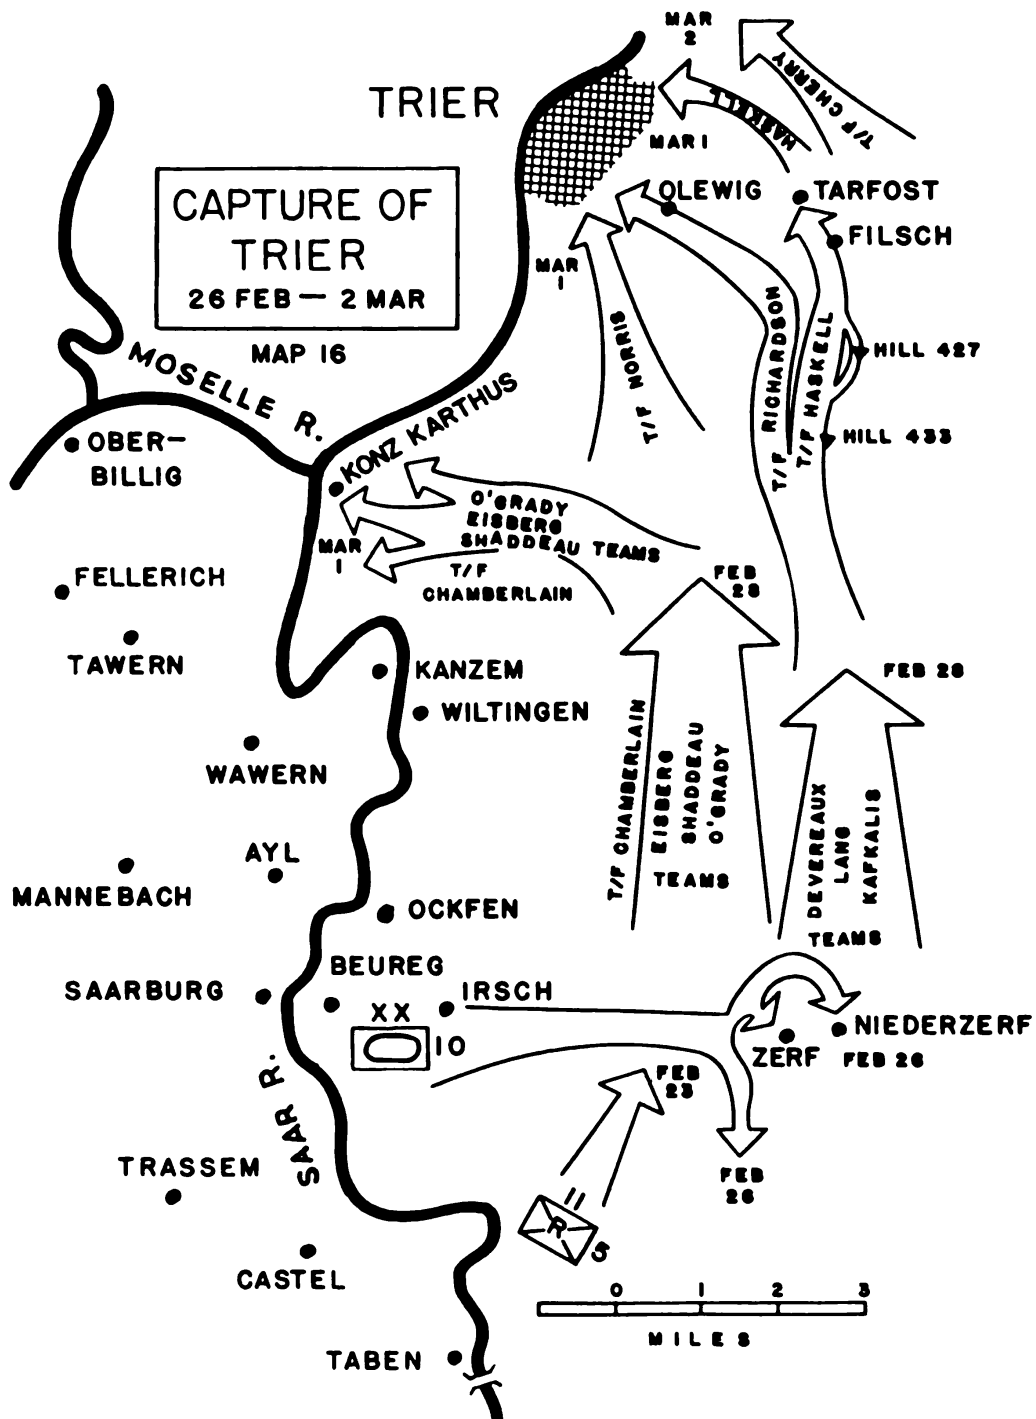 MAR
2
TRIER
T/F CHERRY
HASKELL
MAR 1
CAPTURE OF
TRIER
26 FEB — 2 MAR
MAP 16
OLEWIG
TARFOST
FILSCH
MAR
1
T/F NORRIS
T/F RICHARDSON
T/F HASKELL
HILL 427
HILL 433
MOSELLE R.
KONZ KARTHUS
OBER-
BILLIG
O'GRADY
EISBERG
SHADDEAU TEAMS
MAR
1
T/F
CHAMBERLAIN
FEB
28
FELLERICH
TAWERN
KANZEM
WILTINGEN
WAWERN
FEB 28
T/F CHAMBERLAIN
EISBERG
SHADDEAU
O'GRADY
TEAMS
DEVEREAUX
LANG
KAFKALIS
TEAMS
AYL
MANNEBACH
OCKFEN
BEUREG
SAARBURG
IRSCH
XX
10
NIEDERZERF
ZERF
FEB 26
FEB
23
SAAR R.
TRASSEM
FEB
26
II
R
5
CASTEL
0 1 2 3
MILES
TABEN